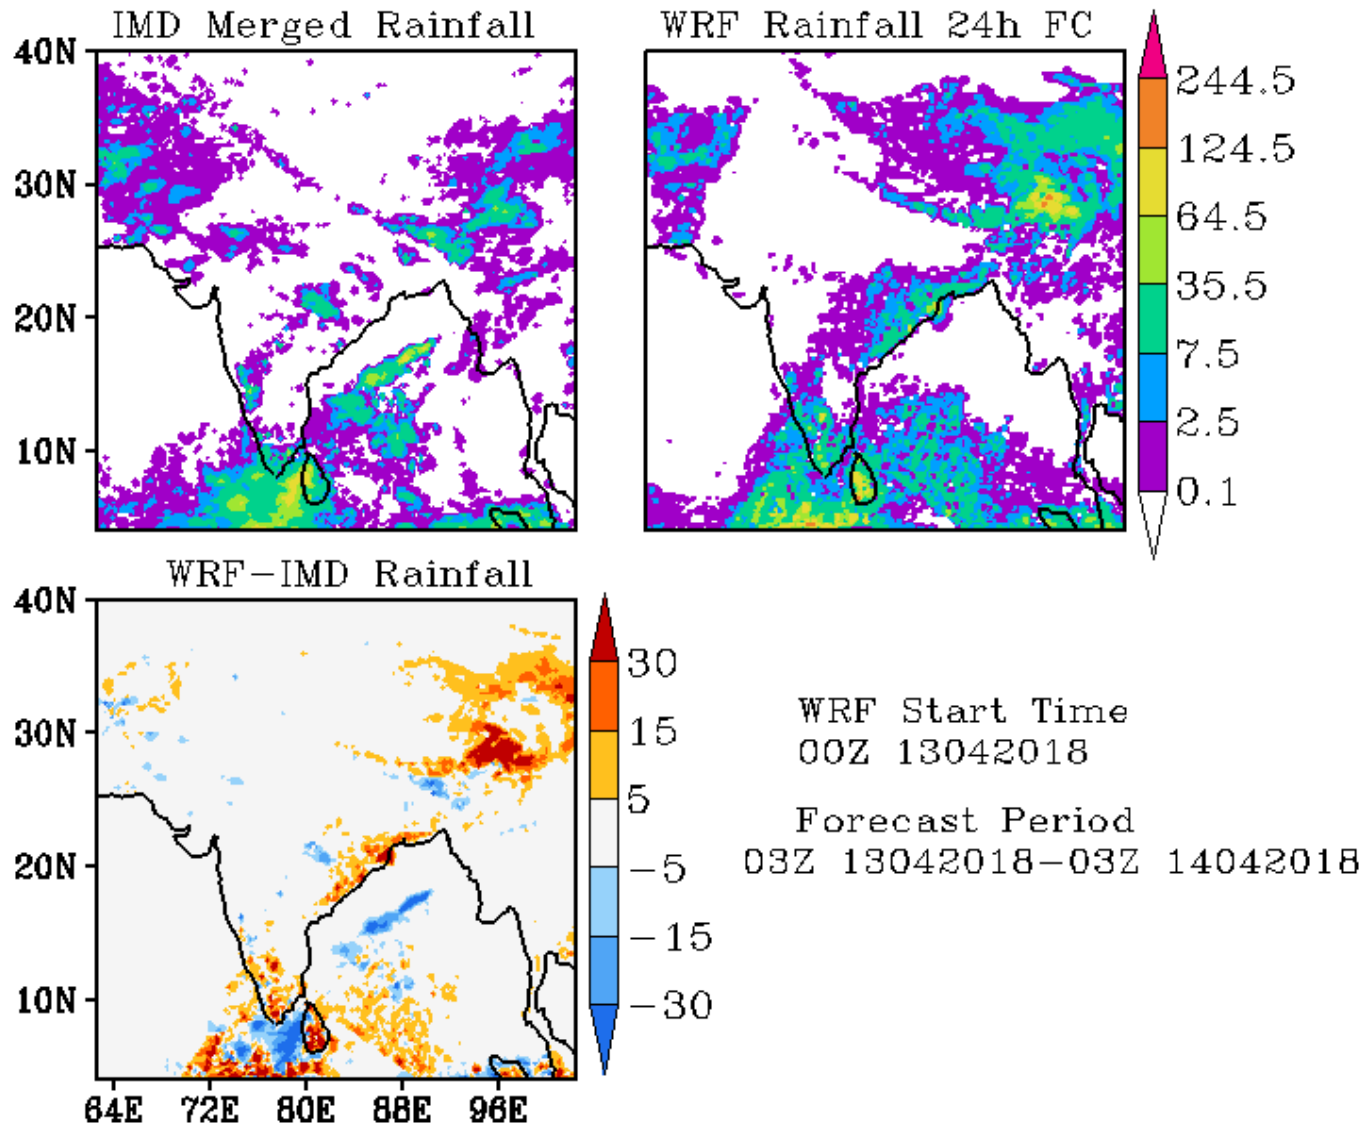 IMD Merged Rainfall
WRF Rainfall 24h FC
40N
30N
20N
10N
244.5
124.5
64.5
35.5
7.5
2.5
0.1
WRF-IMD Rainfall
40N
30N
20N
10N
64E 72E 80E 88E 96E
30
15
5
-5
-15
-30
WRF Start Time
00Z 13042018
Forecast Period
03Z 13042018-03Z 14042018